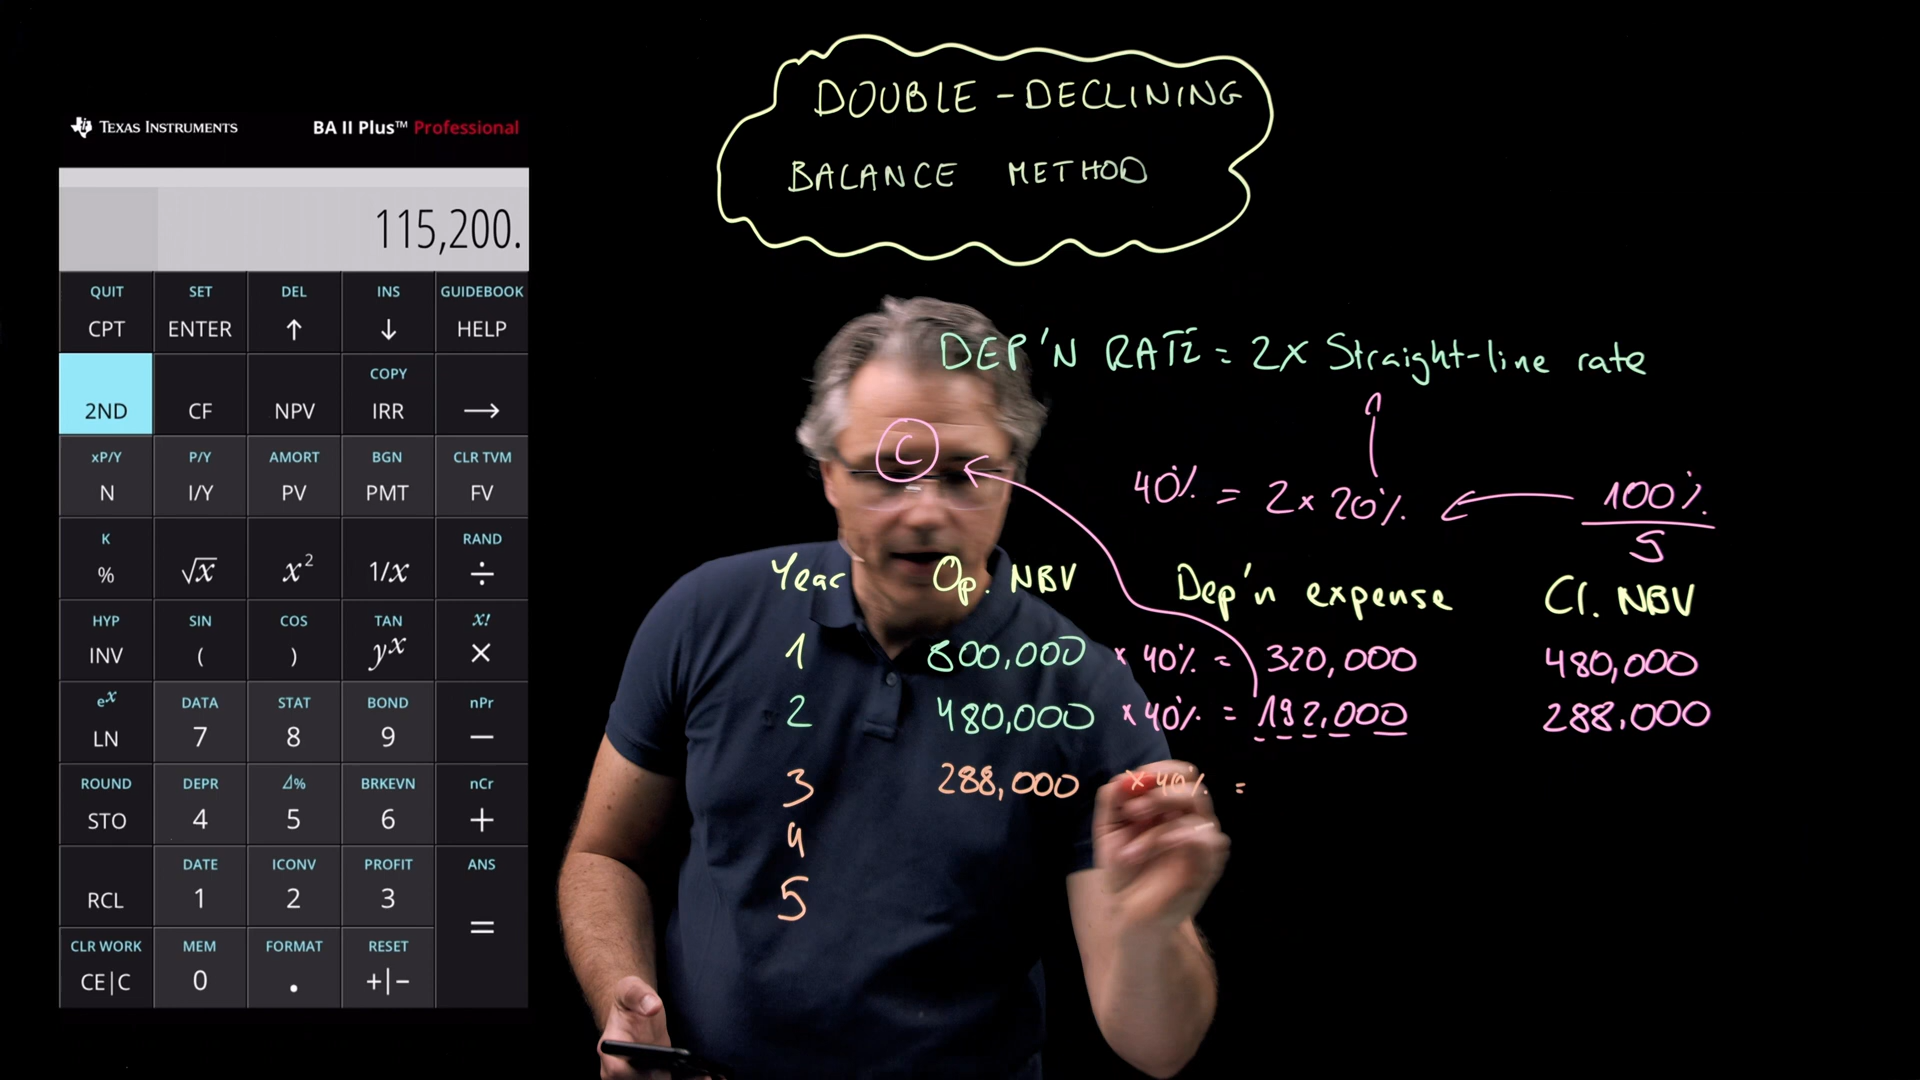 TEXAS INSTRUMENTS BA II Plus™ Professional
115,200.
QUIT SET DEL INS GUIDEBOOK
CPT ENTER ↑ ↓ HELP
COPY
2ND CF NPV IRR →
xP/Y P/Y AMORT BGN CLR TVM
N I/Y PV PMT FV
K RAND
% √x x² 1/x ÷
HYP SIN COS TAN x!
INV ( ) yˣ ×
eˣ DATA STAT BOND nPr
LN 7 8 9 −
ROUND DEPR Δ% BRKEVN nCr
STO 4 5 6 +
DATE ICONV PROFIT ANS
RCL 1 2 3 =
CLR WORK MEM FORMAT RESET
CE|C 0 . +|−
DOUBLE-DECLINING
BALANCE METHOD
DEP'N RATE = 2x Straight-line rate
C
40% = 2 x 20% ← 100%
5
Year Op. NBV Dep'n expense Cl. NBV
1 800,000 x 40% = 320,000 480,000
2 480,000 x 40% = 192,000 288,000
3 288,000 x 40% =
4
5